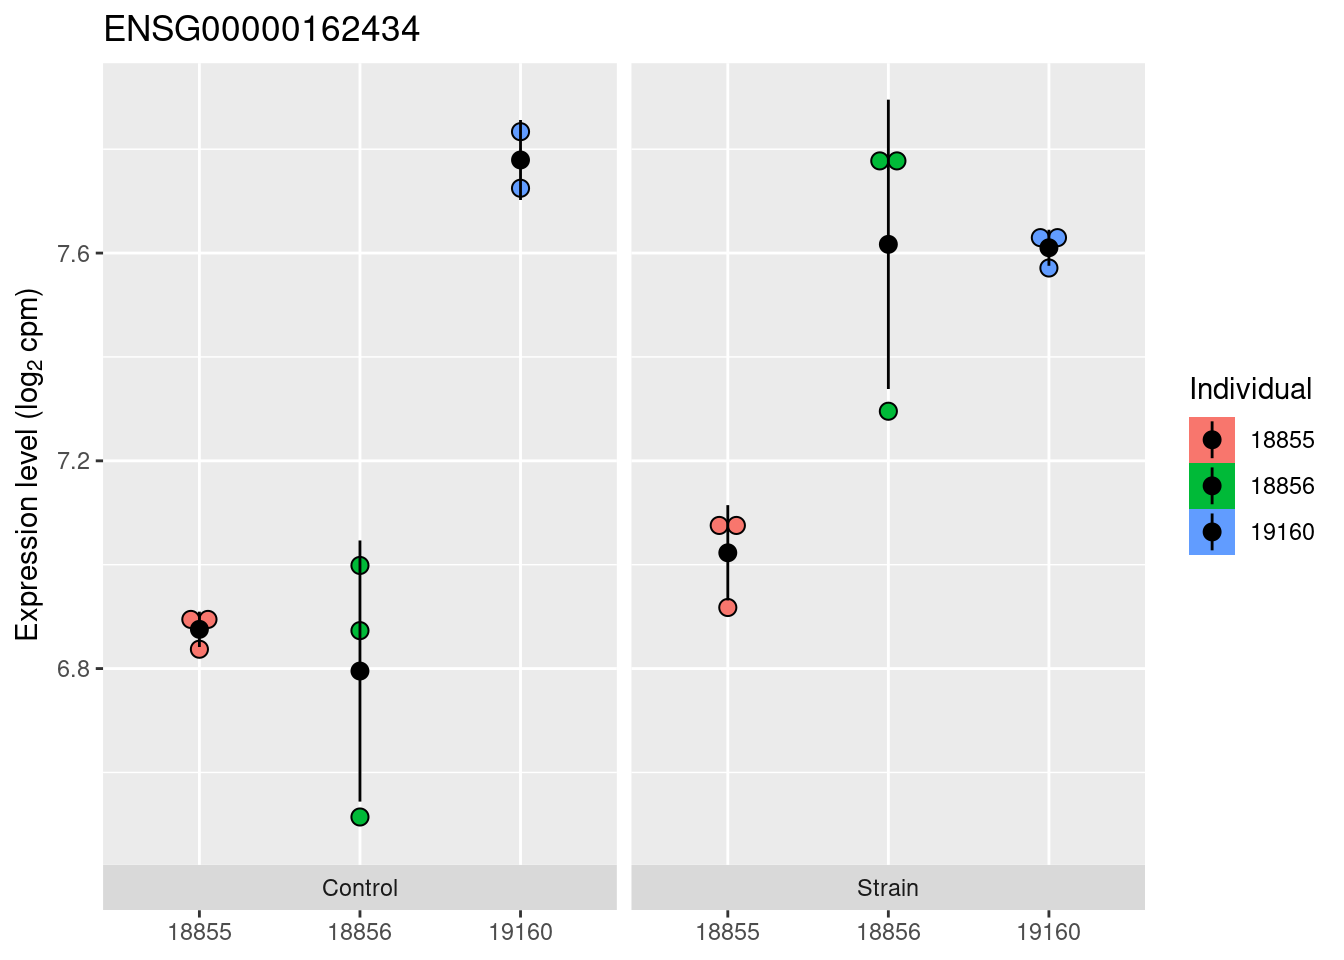 ENSG00000162434
Expression level (log2 cpm)
7.6
7.2
6.8
Control
Strain
18855
18856
19160
18855
18856
19160
Individual
18855
18856
19160